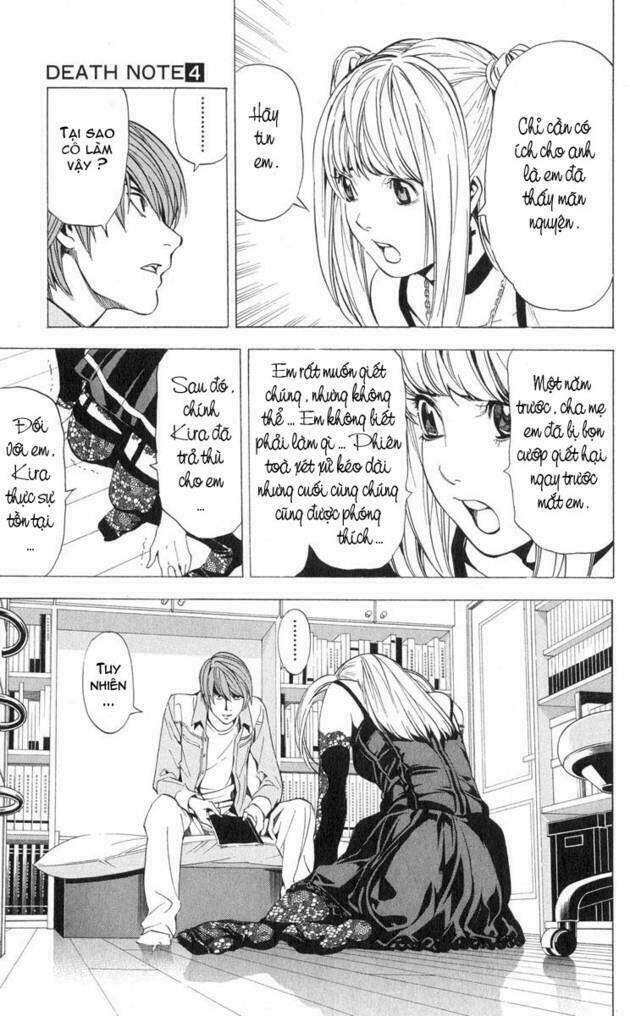 DEATH NOTE 4
Chỉ cần có
ích cho anh
là em đã
thấy mãn
nguyện .
Hãy
tin
em .
........
Tại sao
cô làm
vậy ?
Một năm
trước, cha mẹ
em đã bị bọn
cướp giết hại
ngay trước
mắt em .
Em rất muốn giết
chúng, nhưng không
thể ... Em không biết
phải làm gì ... Phiên
toà xét xử kéo dài
nhưng cuối cùng chúng
cũng được phóng
thích ...
Sau đó,
chính
Kira đã
trả thù
cho em
...
Đối
với em,
Kira
thực sự
tồn tại
...
........
Tuy
nhiên
...